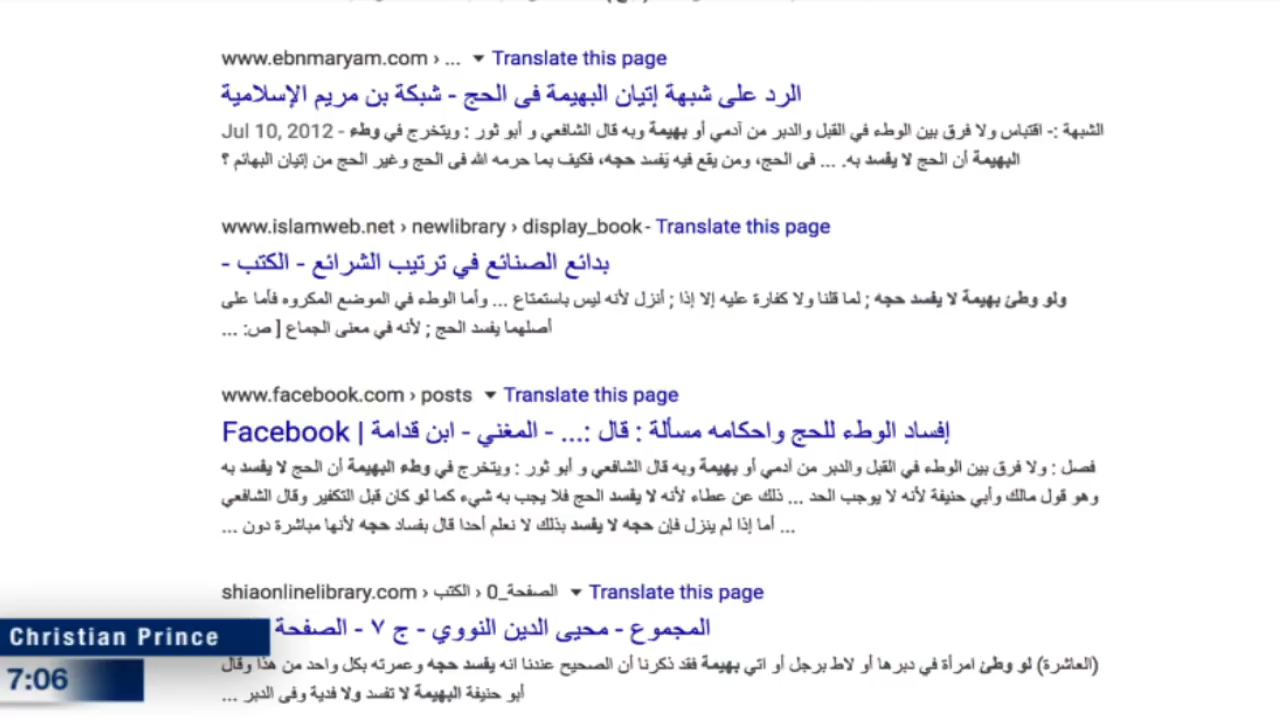 www.ebnmaryam.com › ... ▼ Translate this page
الرد على شبهة إتيان البهيمة فى الحج - شبكة بن مريم الإسلامية
Jul 10, 2012 - الشبهة :- اقتباس ولا فرق بين الوطء في القبل والدبر من آدمي أو بهيمة وبه قال الشافعي و أبو ثور : ويتخرج في وطء
البهيمة أن الحج لا يفسد به. ... فى الحج، ومن يقع فيه يَفسد حجه، فكيف بما حرمه الله فى الحج وغير الحج من إتيان البهائم ؟
www.islamweb.net › newlibrary › display_book - Translate this page
بدائع الصنائع في ترتيب الشرائع - الكتب -
ولو وطئ بهيمة لا يفسد حجه ; لما قلنا ولا كفارة عليه إلا إذا ; أنزل لأنه ليس باستمتاع ... وأما الوطء في الموضع المكروه فأما على
أصلهما يفسد الحج ; لأنه في معنى الجماع [ ص: ...
www.facebook.com › posts ▼ Translate this page
إفساد الوطء للحج واحكامه مسألة : قال :... - المغني - ابن قدامة | Facebook
فصل : ولا فرق بين الوطء في القبل والدبر من آدمي أو بهيمة وبه قال الشافعي و أبو ثور : ويتخرج في وطء البهيمة أن الحج لا يفسد به
وهو قول مالك وأبي حنيفة لأنه لا يوجب الحد ... ذلك عن عطاء لأنه لا يفسد الحج فلا يجب به شيء كما لو كان قبل التكفير وقال الشافعي
... أما إذا لم ينزل فإن حجه لا يفسد بذلك لا نعلم أحدا قال بفساد حجه لأنها مباشرة دون ...
shiaonlinelibrary.com › الكتب › الصفحة_0 ▼ Translate this page
المجموع - محيى الدين النووي - ج ٧ - الصفحة
(العاشرة) لو وطئ امرأة في دبرها أو لاط برجل أو اتي بهيمة فقد ذكرنا أن الصحيح عندنا انه يفسد حجه وعمرته بكل واحد من هذا وقال
أبو حنيفة البهيمة لا تفسد ولا فدية وفى الدبر ...
Christian Prince
7:06